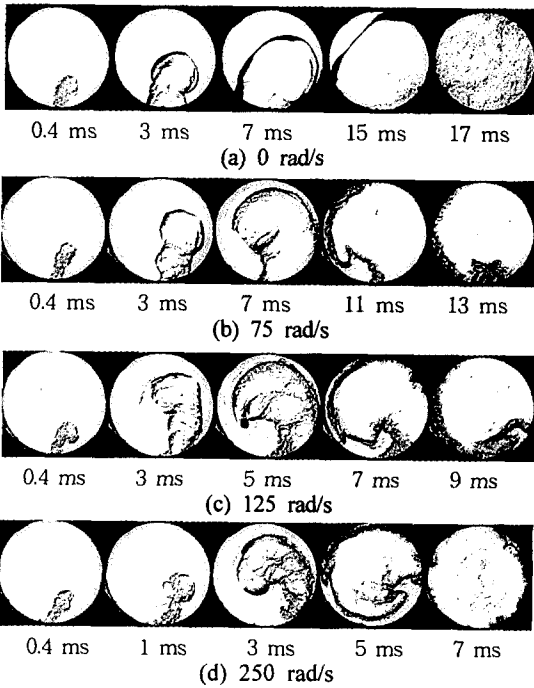 0.4 ms 3 ms 7 ms 15 ms 17 ms
(a) 0 rad/s
0.4 ms 3 ms 7 ms 11 ms 13 ms
(b) 75 rad/s
0.4 ms 3 ms 5 ms 7 ms 9 ms
(c) 125 rad/s
0.4 ms 1 ms 3 ms 5 ms 7 ms
(d) 250 rad/s